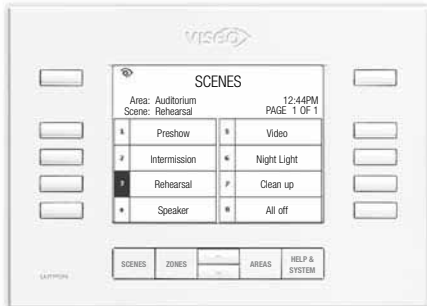 VISEO
SCENES
Area: Auditorium 12:44PM
Scene: Rehearsal PAGE 1 OF 1
1 Preshow 5 Video
2 Intermission 6 Night Light
3 Rehearsal 7 Clean up
4 Speaker 8 All off
SCENES ZONES AREAS HELP & SYSTEM
LUTRON